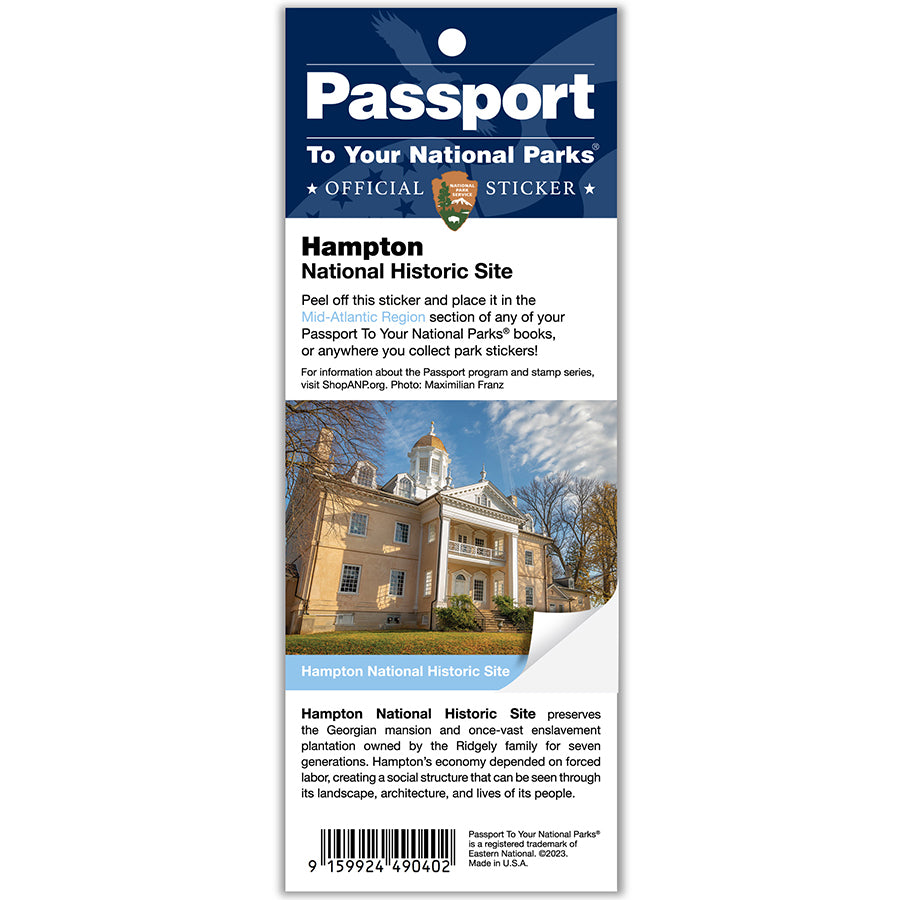 Passport
To Your National Parks®
★ OFFICIAL STICKER ★
NATIONAL
PARK
SERVICE
Hampton
National Historic Site
Peel off this sticker and place it in the
Mid-Atlantic Region section of any of your
Passport To Your National Parks® books,
or anywhere you collect park stickers!
For information about the Passport program and stamp series,
visit ShopANP.org. Photo: Maximilian Franz
Hampton National Historic Site
Hampton National Historic Site preserves
the Georgian mansion and once-vast enslavement
plantation owned by the Ridgely family for seven
generations. Hampton's economy depended on forced
labor, creating a social structure that can be seen through
its landscape, architecture, and lives of its people.
9 159924 490402
Passport To Your National Parks®
is a registered trademark of
Eastern National. ©2023.
Made in U.S.A.